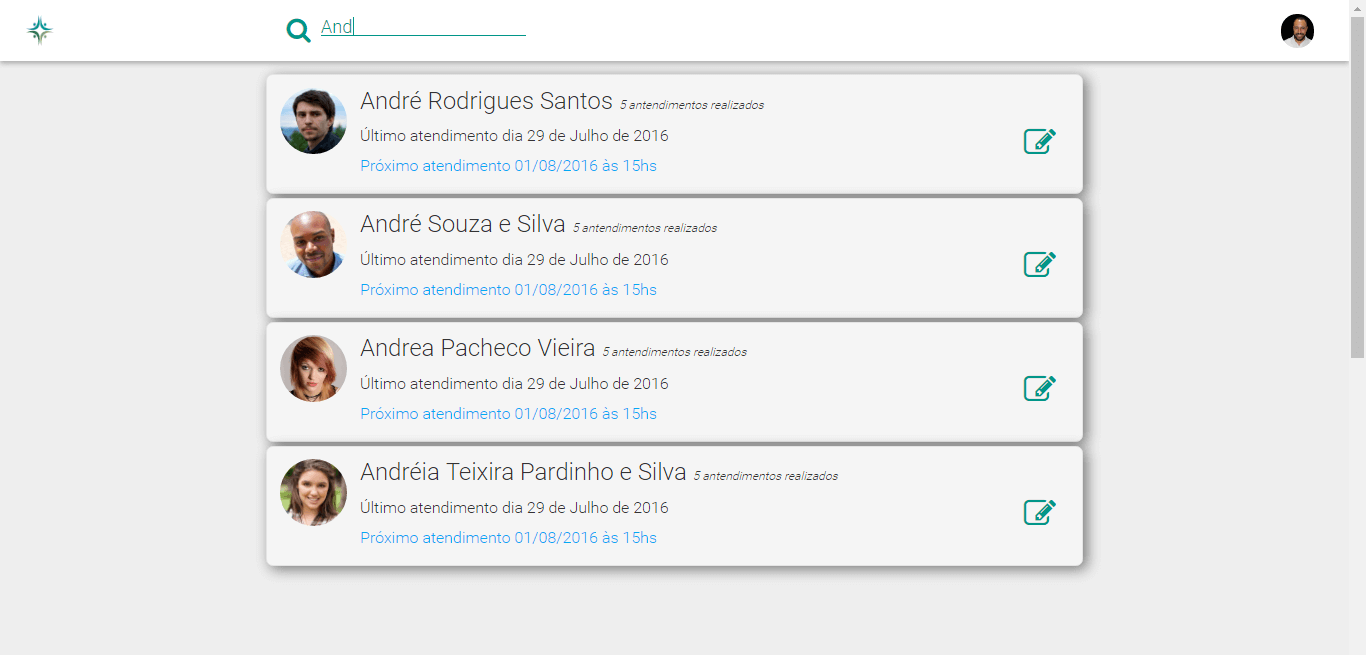 And
André Rodrigues Santos 5 antendimentos realizados
Último atendimento dia 29 de Julho de 2016
Próximo atendimento 01/08/2016 às 15hs
André Souza e Silva 5 antendimentos realizados
Último atendimento dia 29 de Julho de 2016
Próximo atendimento 01/08/2016 às 15hs
Andrea Pacheco Vieira 5 antendimentos realizados
Último atendimento dia 29 de Julho de 2016
Próximo atendimento 01/08/2016 às 15hs
Andréia Teixira Pardinho e Silva 5 antendimentos realizados
Último atendimento dia 29 de Julho de 2016
Próximo atendimento 01/08/2016 às 15hs